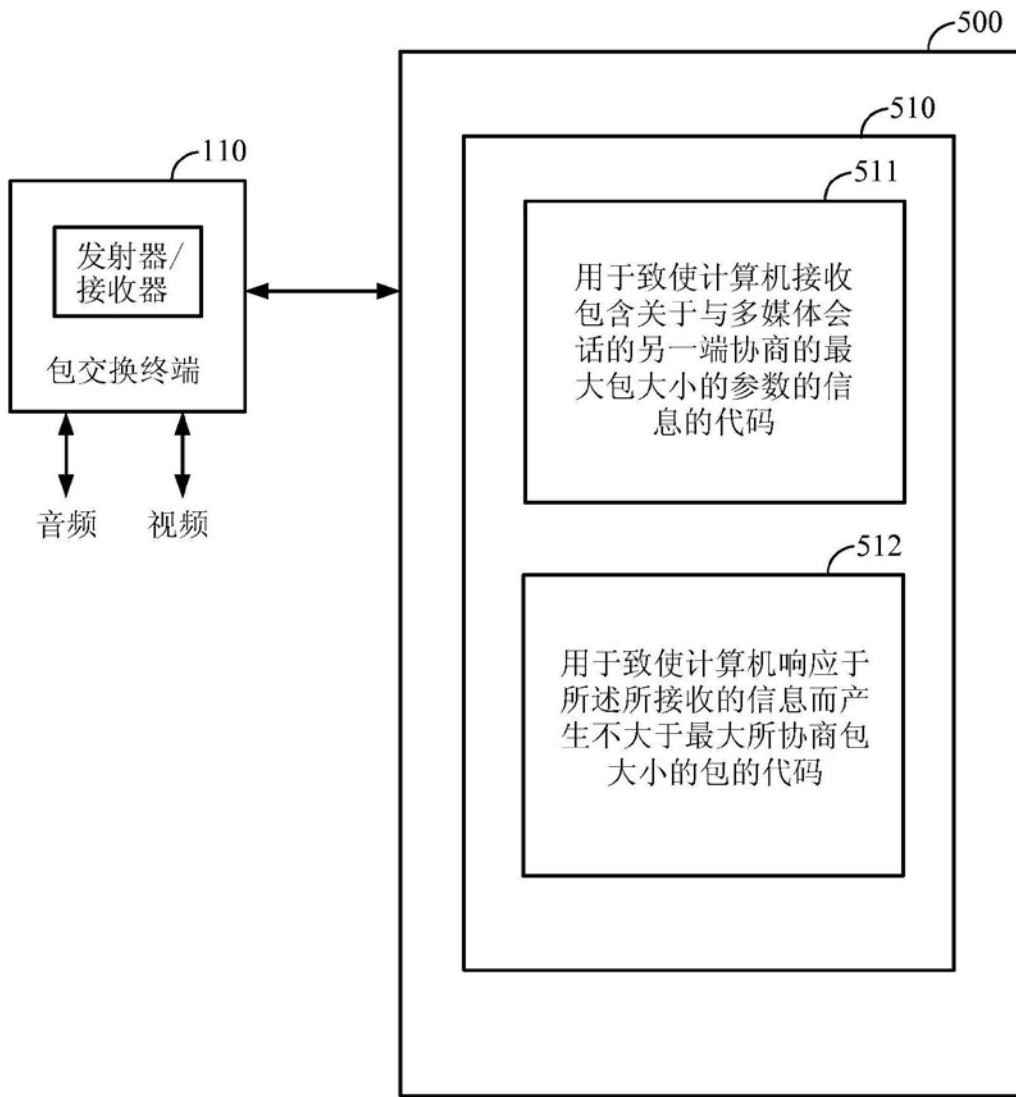 500
510
110
511
发射器/
接收器
包交换终端
音频
视频
用于致使计算机接收
包含关于与多媒体会
话的另一端协商的最
大包大小的参数的信
息的代码
512
用于致使计算机响应于
所述所接收的信息而产
生不大于最大所协商包
大小的包的代码